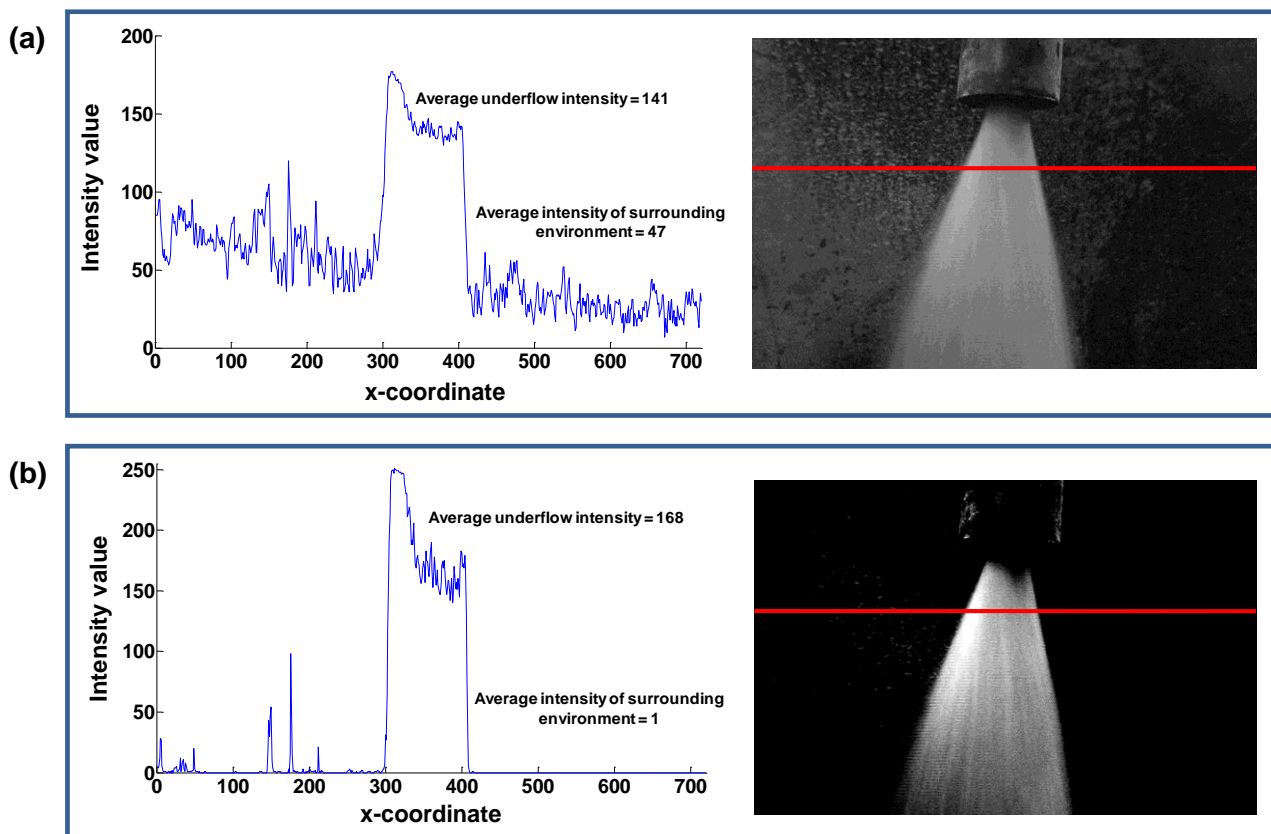 (a)
200
150
100
50
0
Intensity value
Average underflow intensity = 141
Average intensity of surrounding
environment = 47
0 100 200 300 400 500 600 700
x-coordinate
(b)
250
200
150
100
50
0
Intensity value
Average underflow intensity = 168
Average intensity of surrounding
environment = 1
0 100 200 300 400 500 600 700
x-coordinate